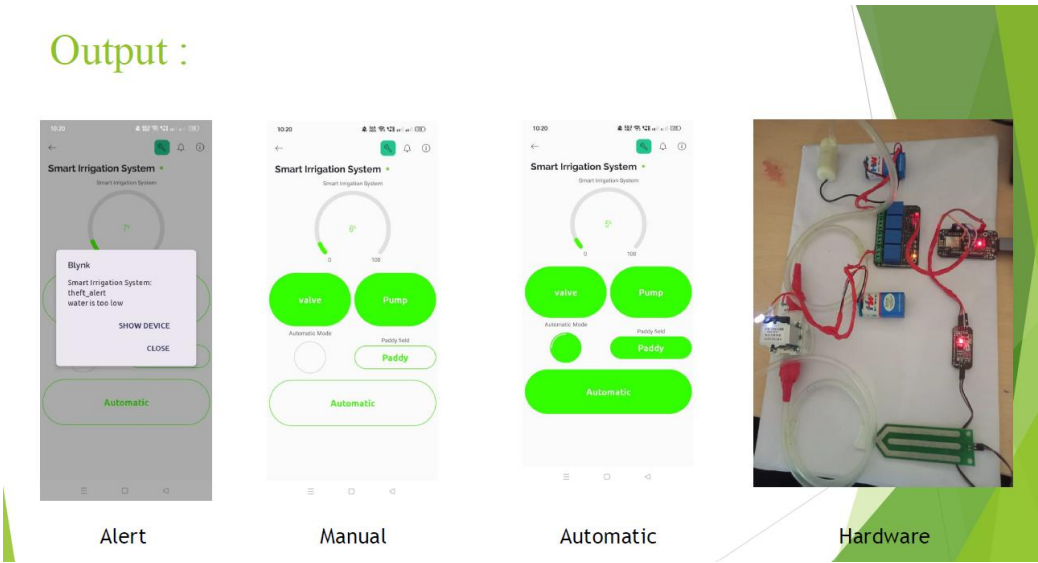 Output :
10:20
Smart Irrigation System
Smart Irrigation System
7%
Blynk
Smart Irrigation System:
theft_alert
water is too low
SHOW DEVICE
CLOSE
Automatic
Alert
10:20
Smart Irrigation System
Smart Irrigation System
0
100
valve
Pump
Automatic Mode
Paddy field
Paddy
Automatic
Manual
10:20
Smart Irrigation System
Smart Irrigation System
0
100
valve
Pump
Automatic Mode
Paddy field
Paddy
Automatic
Automatic
Hardware